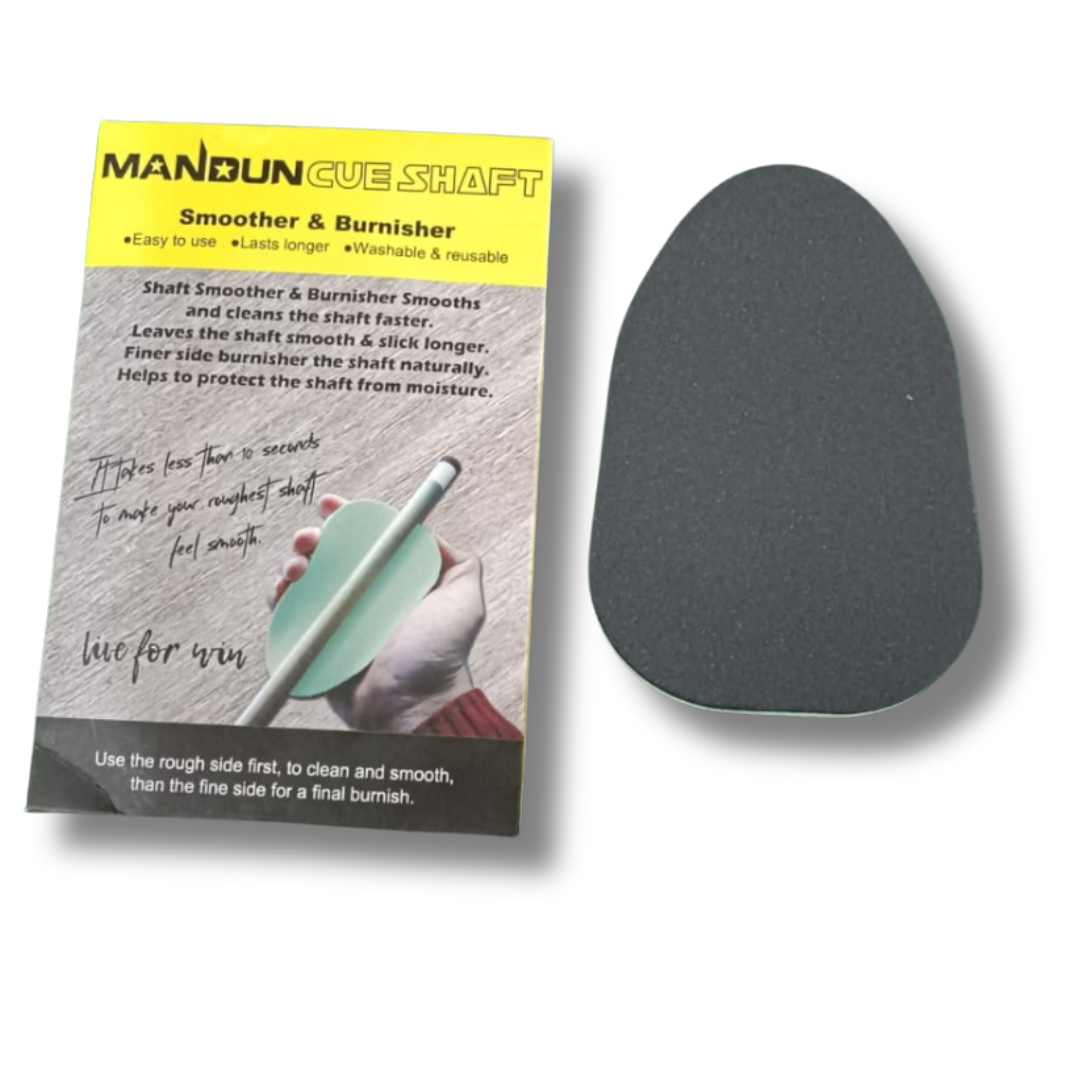 MANDUN CUE SHAFT
Smoother & Burnisher
•Easy to use •Lasts longer •Washable & reusable
Shaft Smoother & Burnisher Smooths
and cleans the shaft faster.
Leaves the shaft smooth & slick longer.
Finer side burnisher the shaft naturally.
Helps to protect the shaft from moisture.
It takes less than 10 seconds
to make your roughest shaft
feel smooth.
live for win
Use the rough side first, to clean and smooth,
than the fine side for a final burnish.